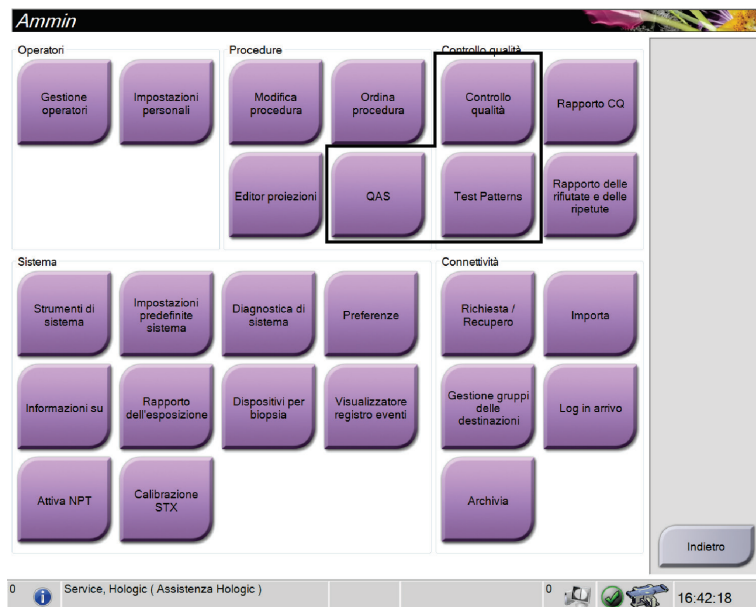 Ammin
Operatori
Procedure
Controllo qualità
Gestione
operatori
Impostazioni
personali
Modifica
procedura
Ordina
procedura
Controllo
qualità
Rapporto CQ
Editor proiezioni
QAS
Test Patterns
Rapporto delle
rifiutate e delle
ripetute
Sistema
Connettività
Strumenti di
sistema
Impostazioni
predefinite
sistema
Diagnostica di
sistema
Preferenze
Richiesta /
Recupero
Importa
Informazioni su
Rapporto
dell'esposizione
Dispositivi per
biopsia
Visualizzatore
registro eventi
Gestione gruppi
delle
destinazioni
Log in arrivo
Attiva NPT
Calibrazione
STX
Archivia
Indietro
0
Service, Hologic ( Assistenza Hologic )
0
16:42:18